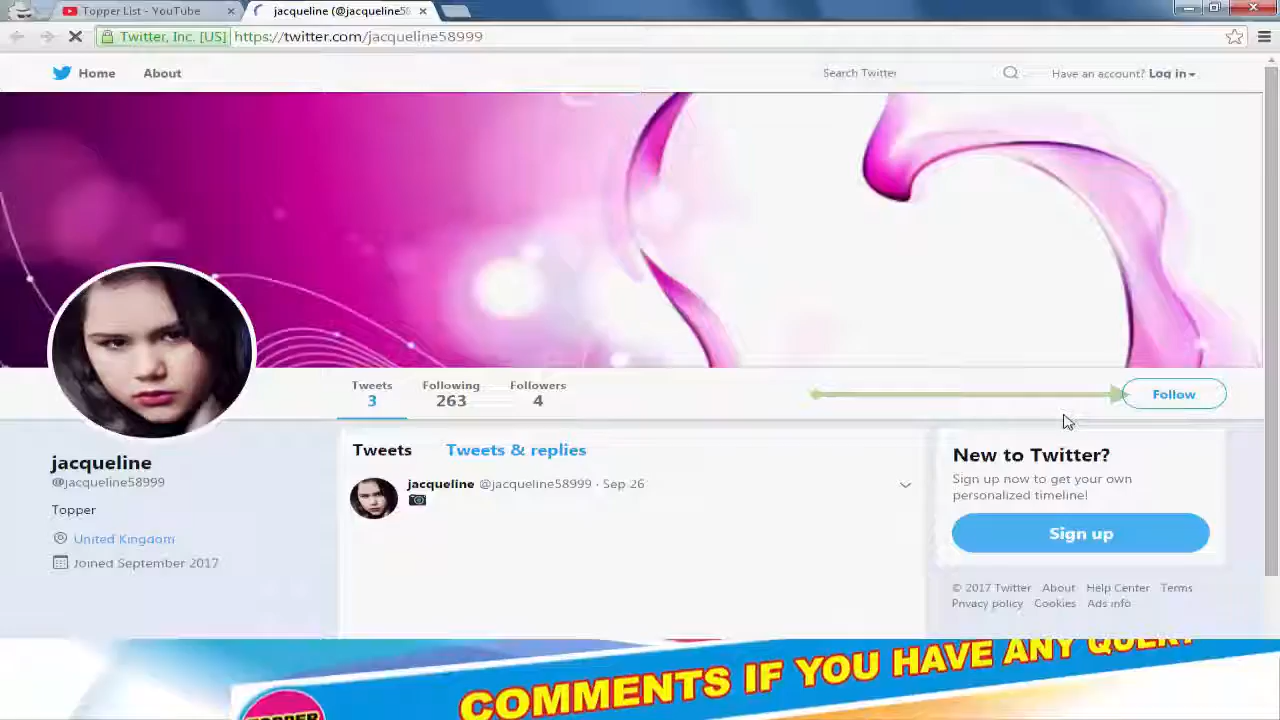 Topper List - YouTube
jacqueline (@jacqueline58
Twitter, Inc. [US] https://twitter.com/jacqueline58999
Home About
Search Twitter
Have an account? Log in
Tweets Following Followers
3 263 4
Follow
jacqueline
@jacqueline58999
Topper
United Kingdom
Joined September 2017
Tweets Tweets & replies
jacqueline @jacqueline58999 · Sep 26
New to Twitter?
Sign up now to get your own
personalized timeline!
Sign up
© 2017 Twitter About Help Center Terms
Privacy policy Cookies Ads info
COMMENTS IF YOU HAVE ANY QUERY
TOPPER